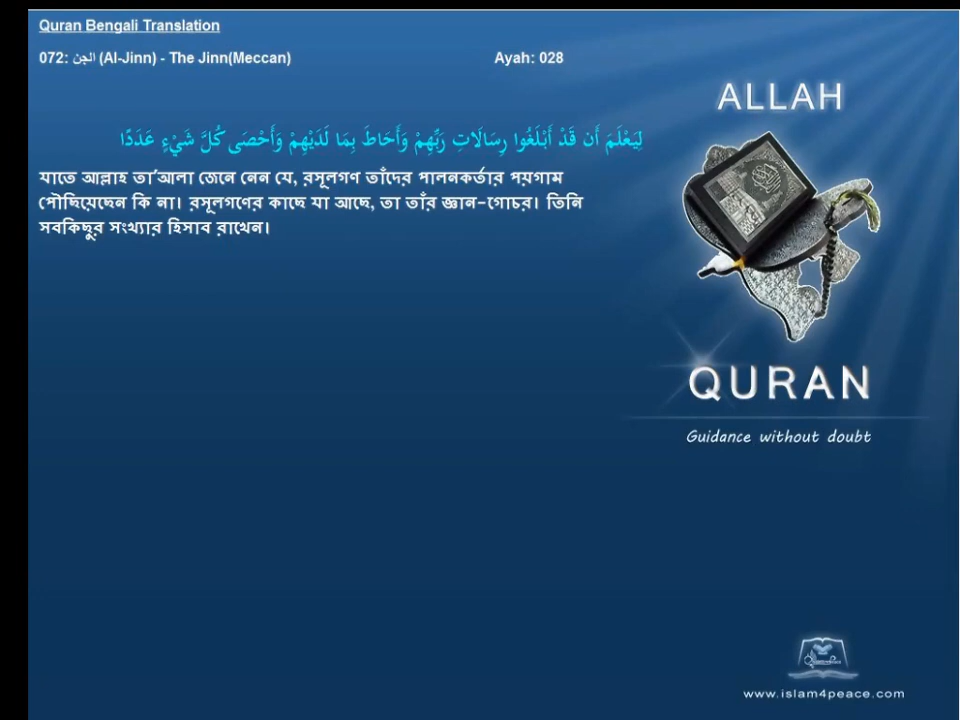 Quran Bengali Translation
072: الجن (Al-Jinn) - The Jinn(Meccan)
Ayah: 028
لِيَعْلَمَ أَن قَدْ أَبْلَغُوا رِسَالَاتِ رَبِّهِمْ وَأَحَاطَ بِمَا لَدَيْهِمْ وَأَحْصَى كُلَّ شَيْءٍ عَدَدًا
যাতে আল্লাহ তা’আলা জেনে নেন যে, রসূলগণ তাঁদের পালনকর্তার পয়গাম
পৌছিয়েছেন কি না। রসূলগণের কাছে যা আছে, তা তাঁর জ্ঞান-গোচর। তিনি
সবকিছুর সংখ্যার হিসাব রাখেন।
ALLAH
QURAN
Guidance without doubt
www.islam4peace.com